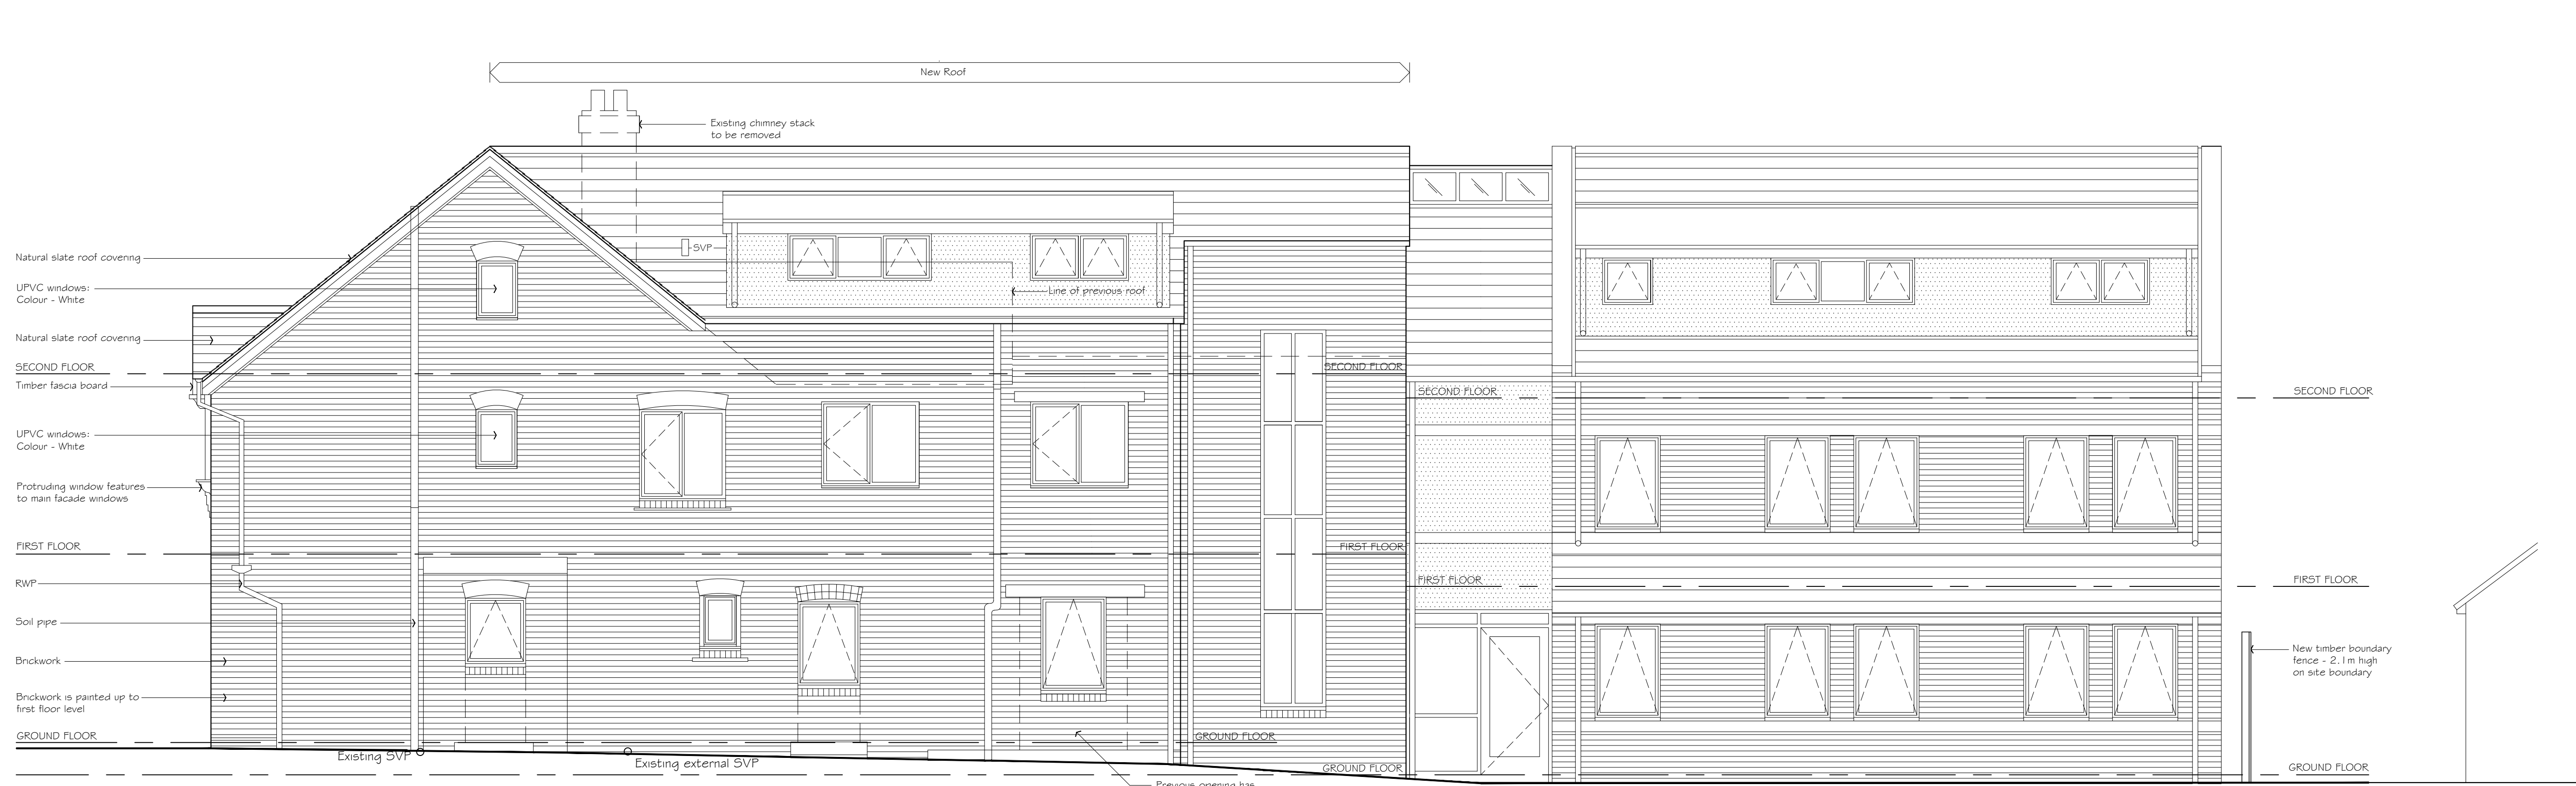 New Roof
Existing chimney stack
to be removed
SVP
Natural slate roof covering
UPVC windows:
Colour - White
Line of previous roof
Natural slate roof covering
SECOND FLOOR
SECOND FLOOR
Timber fascia board
SECOND FLOOR
SECOND FLOOR
UPVC windows:
Colour - White
Protruding window features
to main facade windows
FIRST FLOOR
FIRST FLOOR
RWP
FIRST FLOOR
FIRST FLOOR
Soil pipe
Brickwork
New timber boundary
fence - 2.1m high
on site boundary
Brickwork is painted up to
first floor level
GROUND FLOOR
GROUND FLOOR
Existing SVP
Existing external SVP
GROUND FLOOR
GROUND FLOOR
Previous opening has